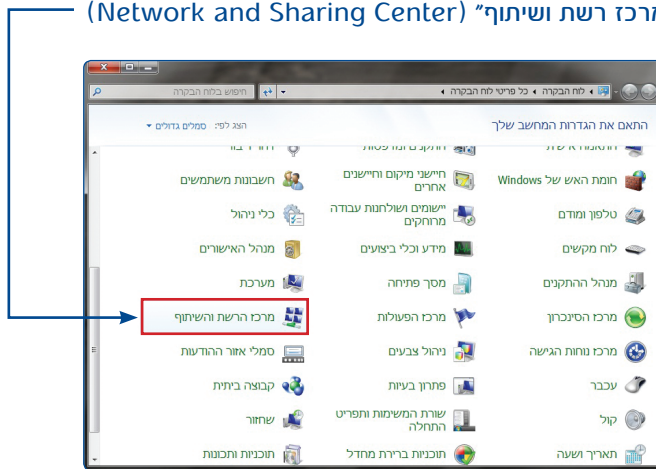 מרכז רשת ושיתוף" (Network and Sharing Center)
לוח הבקרה כל פריטי לוח הבקרה
חיפוש בלוח הבקרה
התאם את הגדרות המחשב שלך
הצג לפי: סמלים גדולים
התאמה אישית
התקנים ומדפסות
חומת האש של Windows
חיישני מיקום וחיישנים אחרים
חשבונות משתמשים
טלפון ומודם
יישומים ושולחנות עבודה מרוחקים
כלי ניהול
לוח מקשים
מידע וכלי ביצועים
מנהל האישורים
מנהל ההתקנים
מסך פתיחה
מערכת
מרכז הסינכרון
מרכז הפעולות
מרכז הרשת והשיתוף
מרכז נוחות הגישה
ניהול צבעים
סמלי אזור ההודעות
עכבר
פתרון בעיות
קבוצה ביתית
קול
שורת המשימות ותפריט התחלה
שחזור
תאריך ושעה
תוכניות ברירת מחדל
תוכניות ותכונות